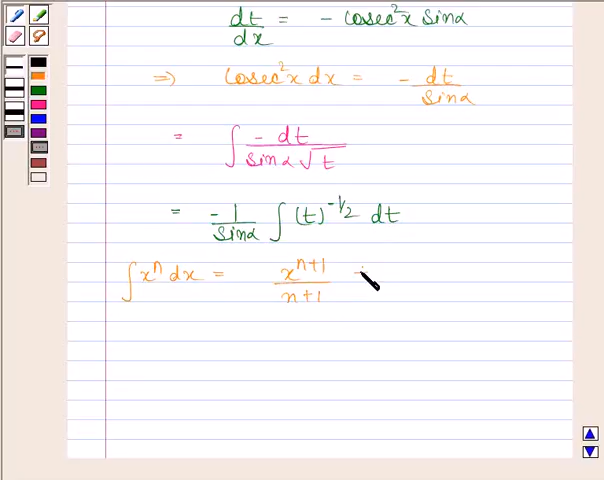 dt/dx = - cosec²x sinα
⇒ cosec²x dx = - dt/sinα
= ∫ -dt/(sinα √t)
= -1/sinα ∫ (t)^(-1/2) dt
∫ xⁿ dx = x^(n+1)/(n+1)